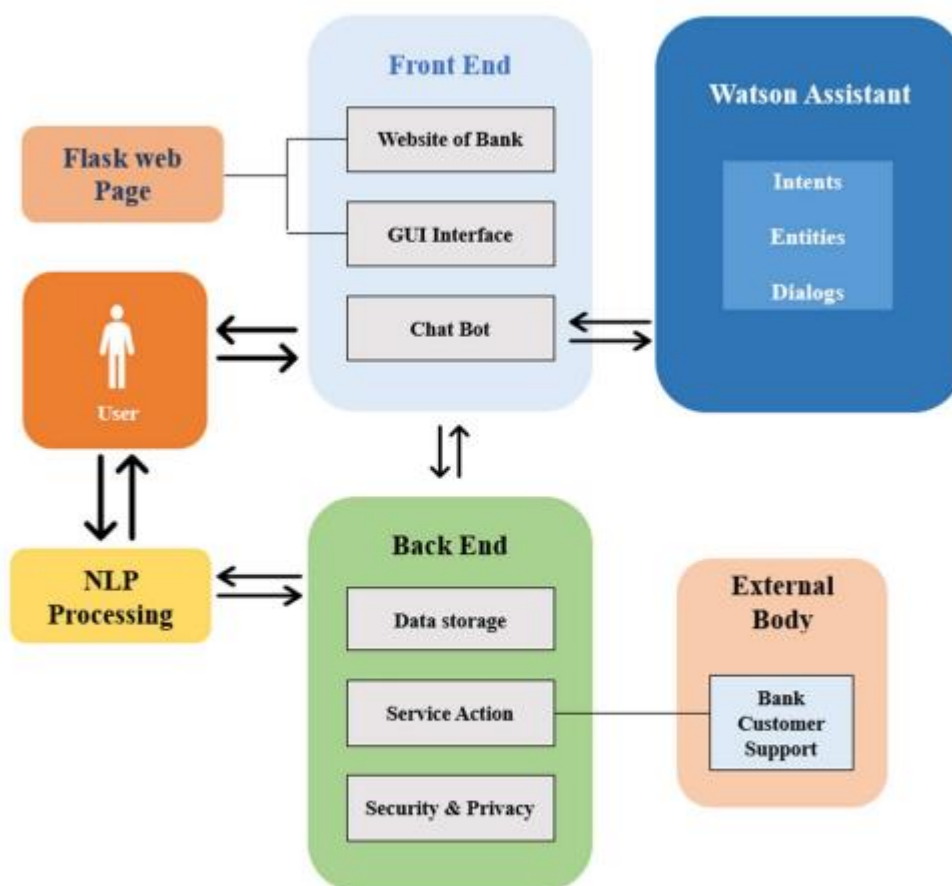 Front End
Website of Bank
GUI Interface
Chat Bot
Watson Assistant
Intents
Entities
Dialogs
Flask web
Page
User
NLP
Processing
Back End
Data storage
Service Action
Security & Privacy
External
Body
Bank
Customer
Support